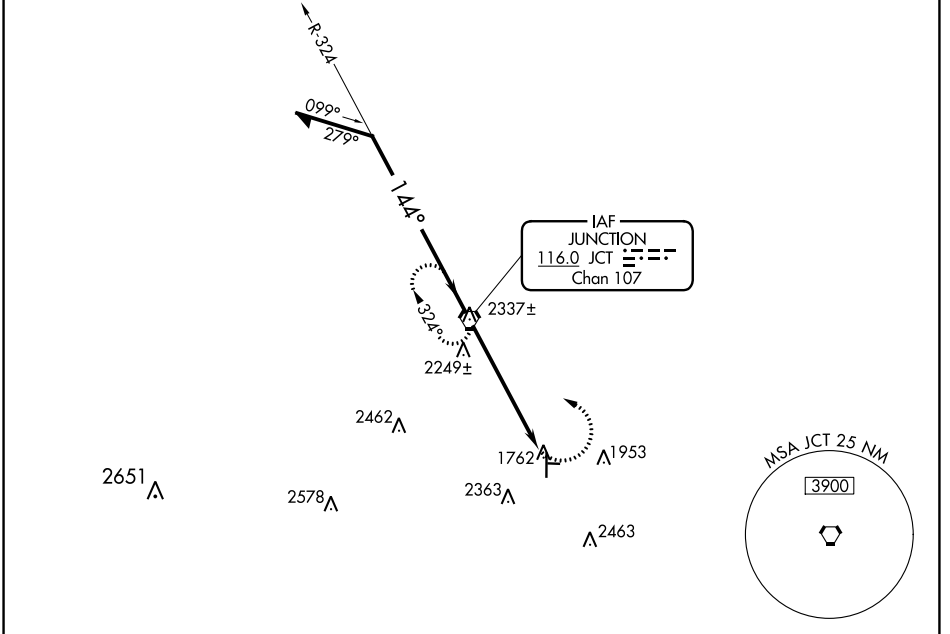 R-324
099°
279°
144°
IAF
JUNCTION
116.0 JCT
Chan 107
2337±
324°
2249±
2462
1762
1953
2651
2578
2363
2463
MSA JCT 25 NM
3900